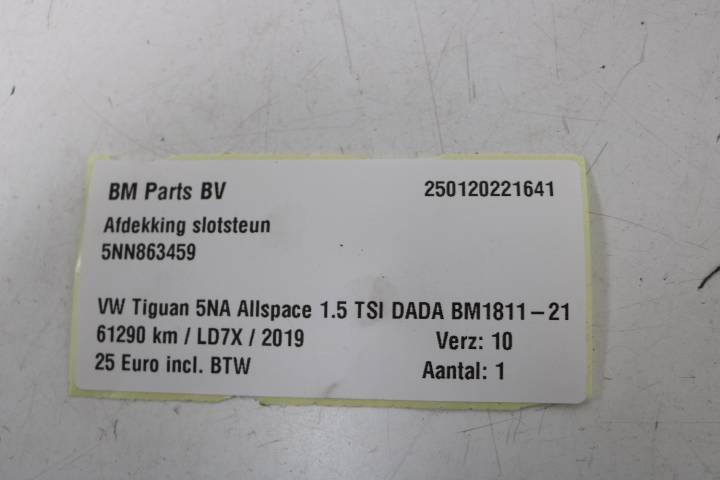 BM Parts BV 250120221641
Afdekking slotsteun
5NN863459
VW Tiguan 5NA Allspace 1.5 TSI DADA BM1811-21
61290 km / LD7X / 2019 Verz: 10
25 Euro incl. BTW Aantal: 1